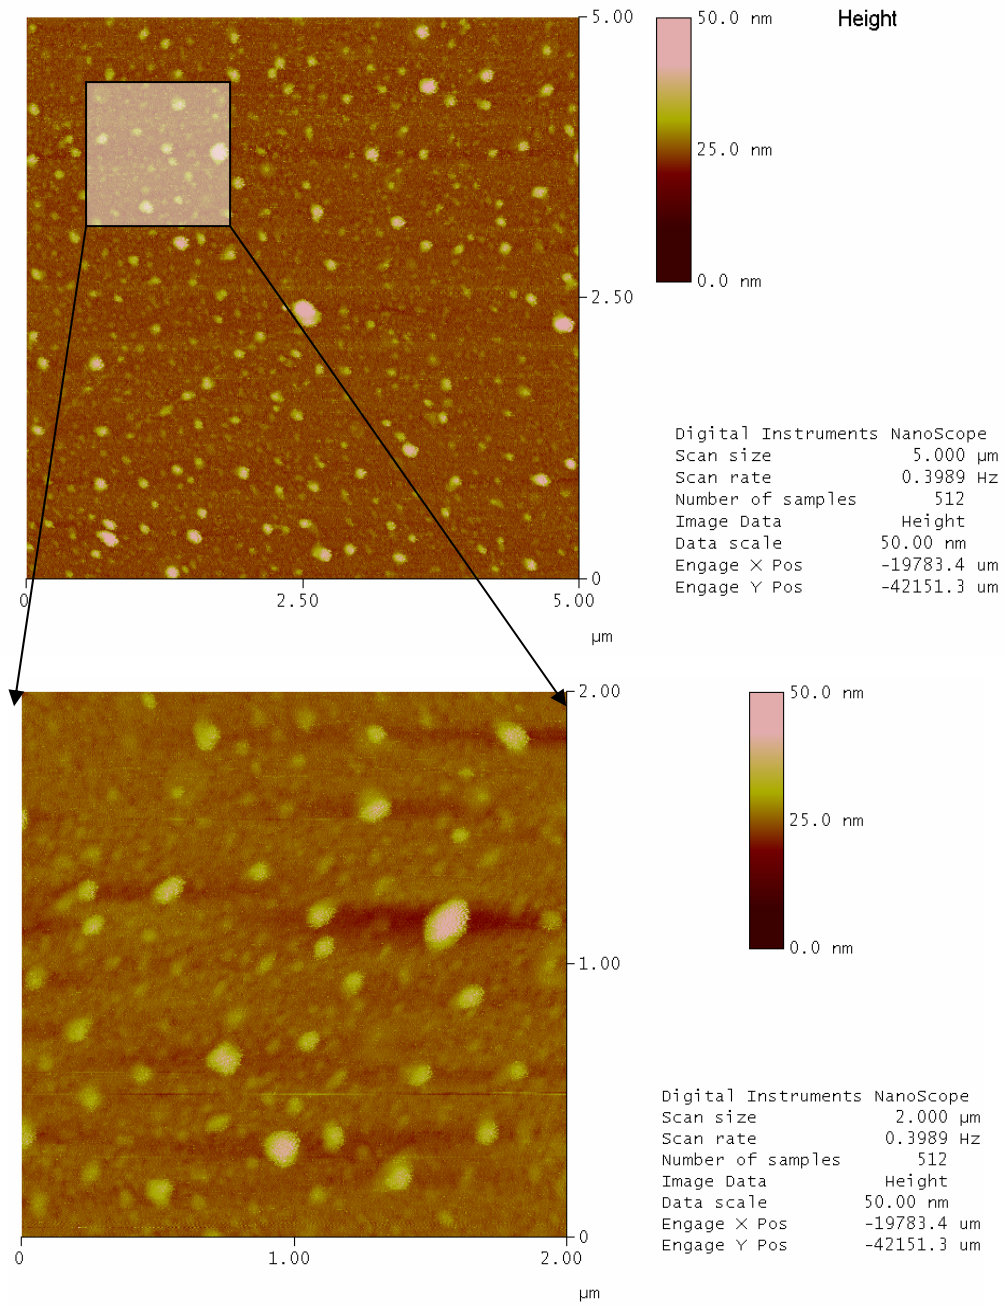 5.00
50.0 nm
Height
25.0 nm
0.0 nm
2.50
Digital Instruments NanoScope
Scan size 5.000 µm
Scan rate 0.3989 Hz
Number of samples 512
Image Data Height
Data scale 50.00 nm
Engage X Pos -19783.4 um
Engage Y Pos -42151.3 um
0
0 2.50 5.00
µm
2.00
50.0 nm
25.0 nm
0.0 nm
1.00
Digital Instruments NanoScope
Scan size 2.000 µm
Scan rate 0.3989 Hz
Number of samples 512
Image Data Height
Data scale 50.00 nm
Engage X Pos -19783.4 um
Engage Y Pos -42151.3 um
0
0 1.00 2.00
µm